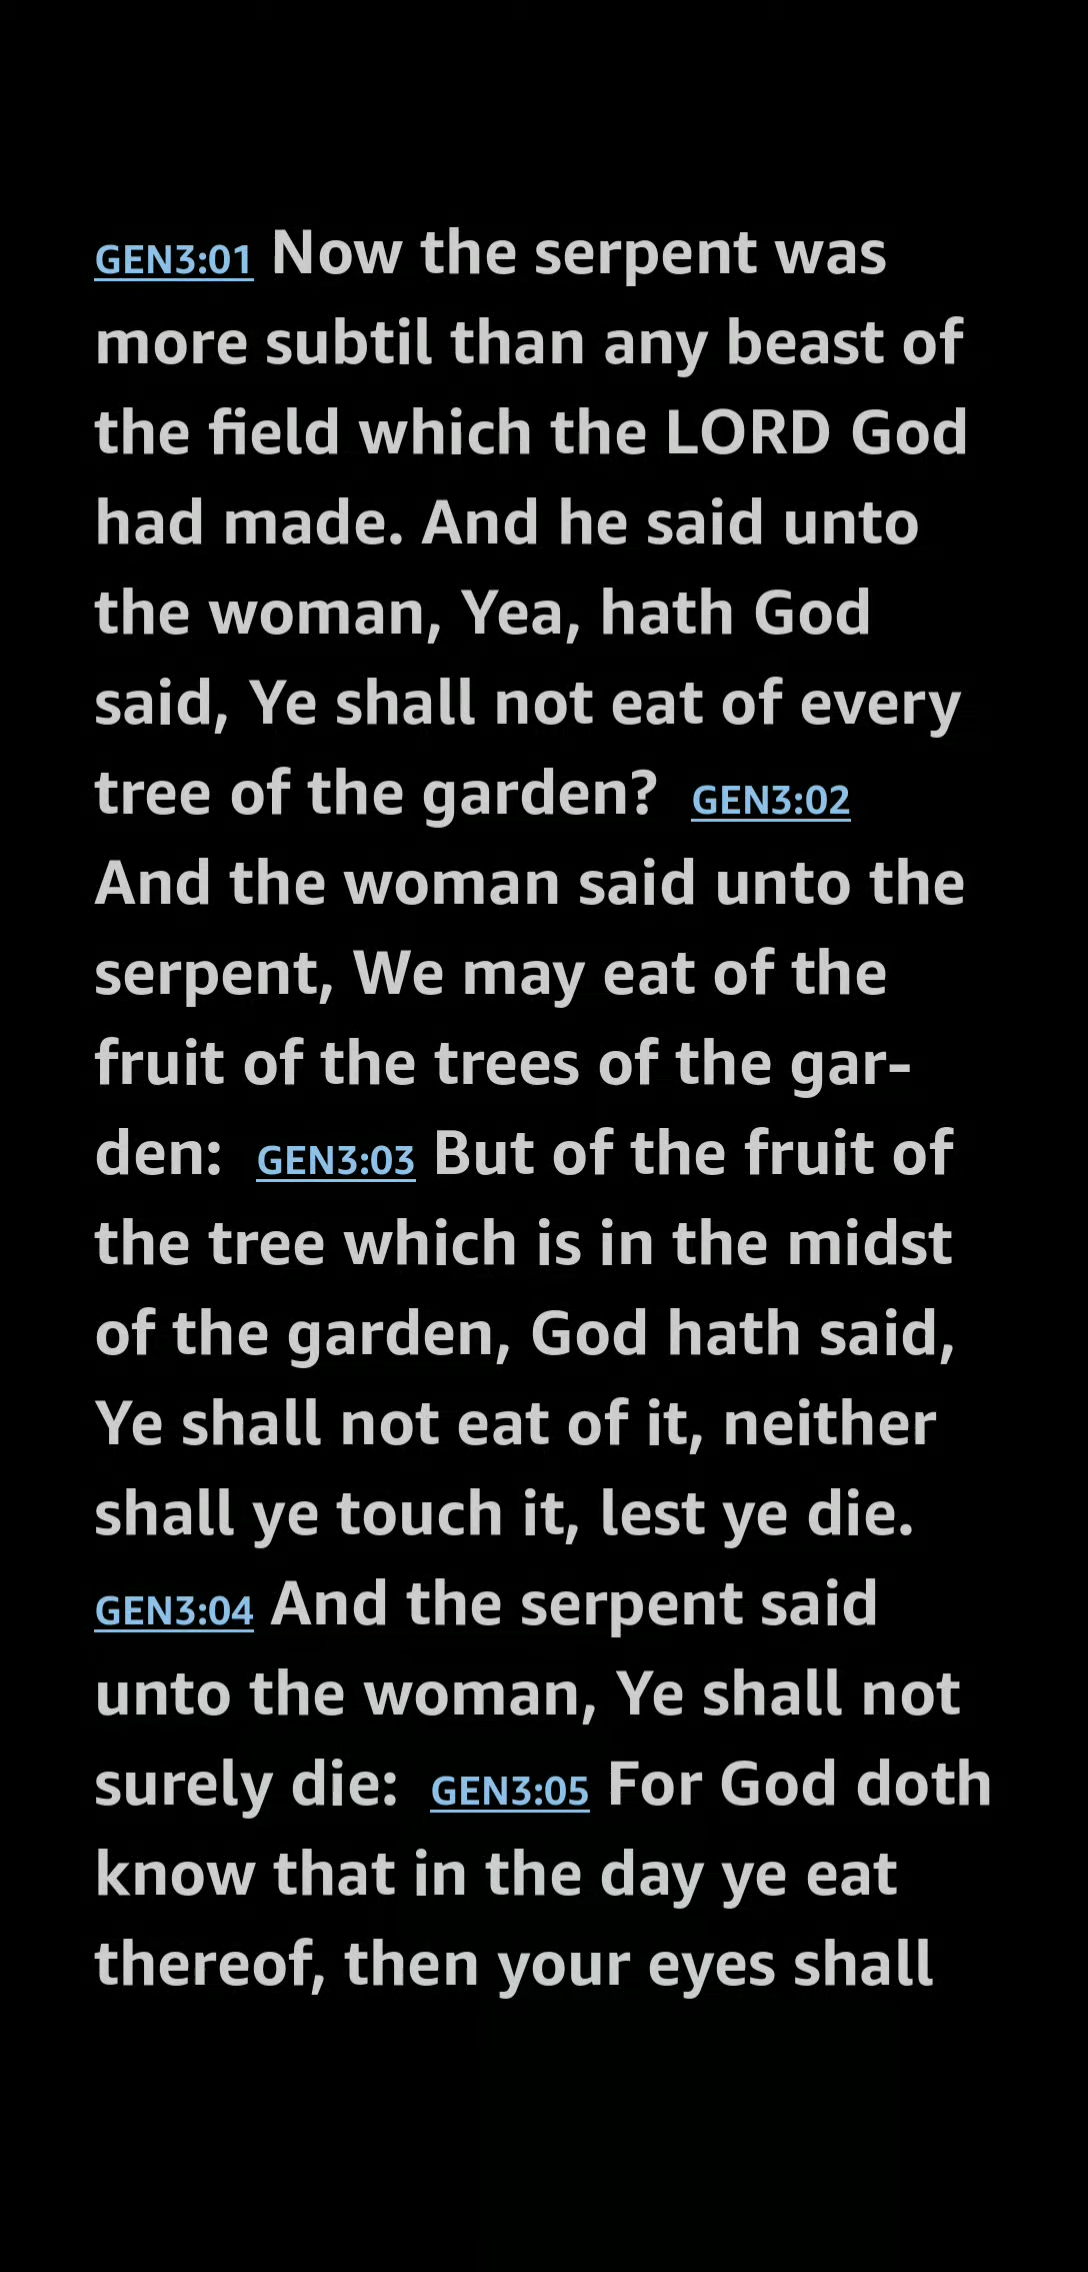 GEN3:01 Now the serpent was
more subtil than any beast of
the field which the LORD God
had made. And he said unto
the woman, Yea, hath God
said, Ye shall not eat of every
tree of the garden? GEN3:02
And the woman said unto the
serpent, We may eat of the
fruit of the trees of the gar-
den: GEN3:03 But of the fruit of
the tree which is in the midst
of the garden, God hath said,
Ye shall not eat of it, neither
shall ye touch it, lest ye die.
GEN3:04 And the serpent said
unto the woman, Ye shall not
surely die: GEN3:05 For God doth
know that in the day ye eat
thereof, then your eyes shall